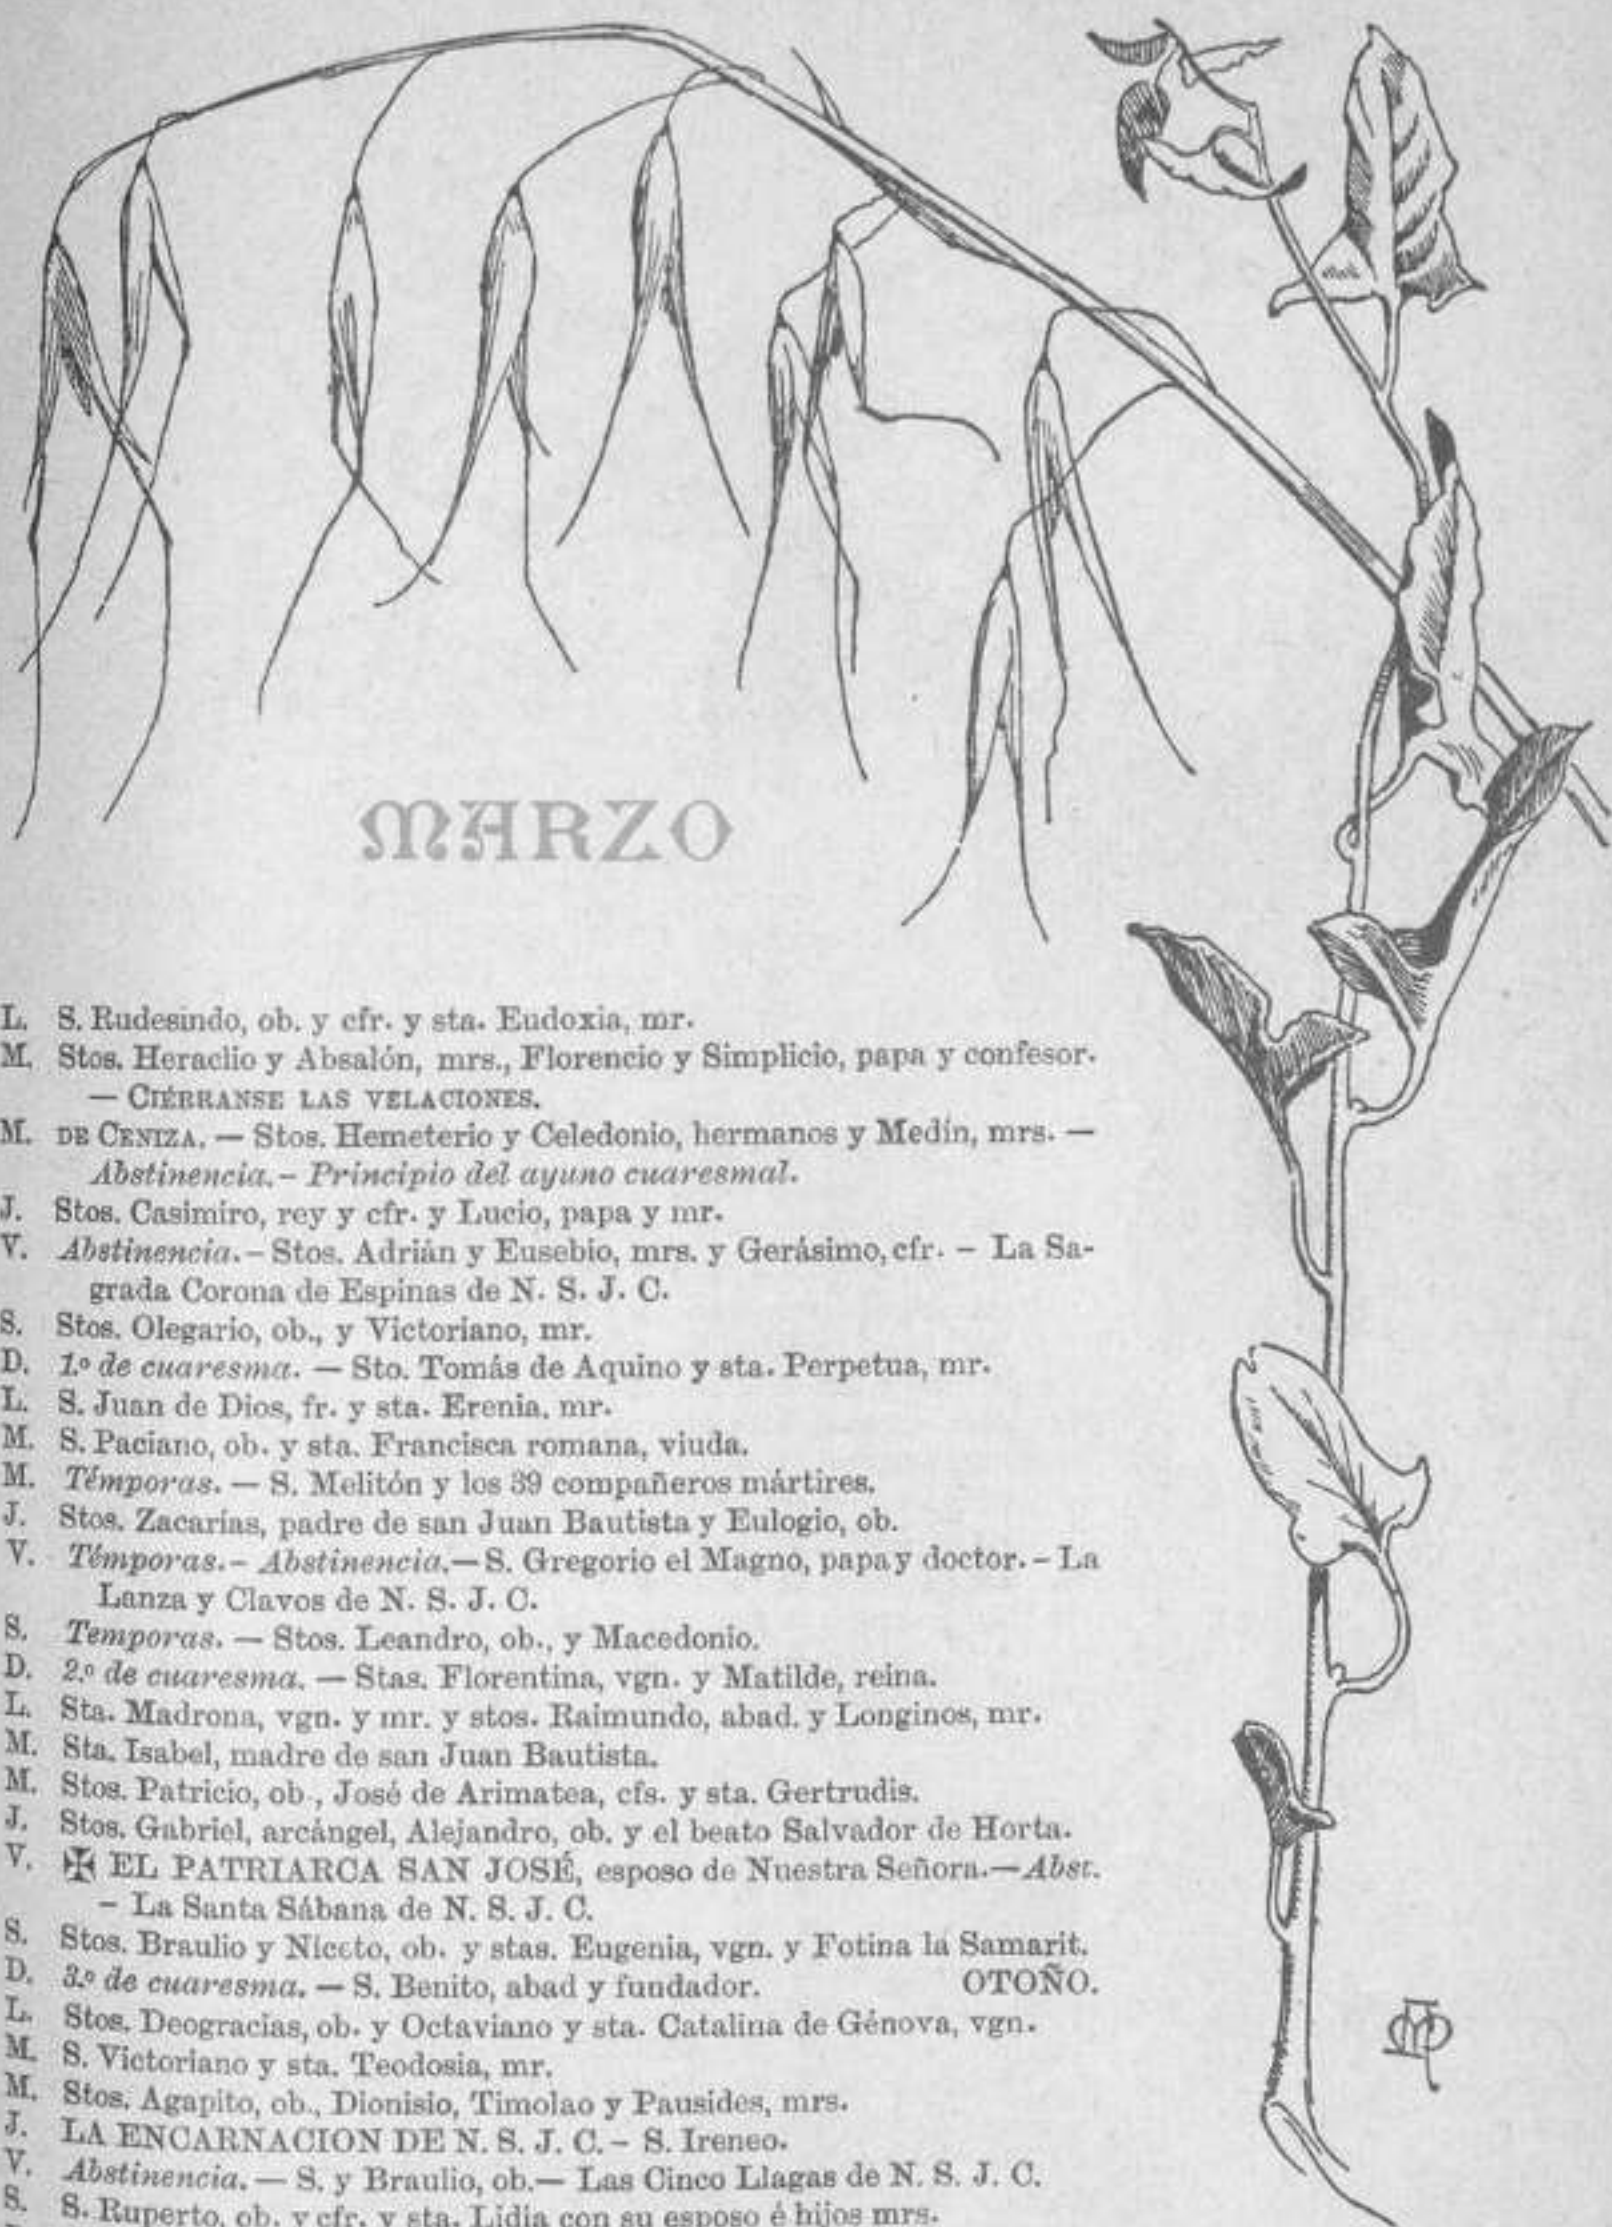 MARZO
L. S. Rudesindo, ob. y cfr. y sta. Eudoxia, mr.
M. Stos. Heraclio y Absalón, mrs., Florencio y Simplicio, papa y confesor.
— CIÉRRANSE LAS VELACIONES.
M. DE CENIZA. — Stos. Hemeterio y Celedonio, hermanos y Medín, mrs. —
Abstinencia. – Principio del ayuno cuaresmal.
J. Stos. Casimiro, rey y cfr. y Lucio, papa y mr.
V. Abstinencia. – Stos. Adrián y Eusebio, mrs. y Gerásimo, cfr. – La Sa-
grada Corona de Espinas de N. S. J. C.
S. Stos. Olegario, ob., y Victoriano, mr.
D. 1.º de cuaresma. — Sto. Tomás de Aquino y sta. Perpetua, mr.
L. S. Juan de Dios, fr. y sta. Erenia, mr.
M. S. Paciano, ob. y sta. Francisca romana, viuda.
M. Témporas. — S. Melitón y los 39 compañeros mártires.
J. Stos. Zacarías, padre de san Juan Bautista y Eulogio, ob.
V. Témporas. – Abstinencia. — S. Gregorio el Magno, papa y doctor. – La
Lanza y Clavos de N. S. J. C.
S. Temporas. — Stos. Leandro, ob., y Macedonio.
D. 2.º de cuaresma. — Stas. Florentina, vgn. y Matilde, reina.
L. Sta. Madrona, vgn. y mr. y stos. Raimundo, abad. y Longinos, mr.
M. Sta. Isabel, madre de san Juan Bautista.
M. Stos. Patricio, ob., José de Arimatea, cfs. y sta. Gertrudis.
J. Stos. Gabriel, arcángel, Alejandro, ob. y el beato Salvador de Horta.
V. ✠ EL PATRIARCA SAN JOSÉ, esposo de Nuestra Señora. — Abst.
– La Santa Sábana de N. S. J. C.
S. Stos. Braulio y Niceto, ob. y stas. Eugenia, vgn. y Fotina la Samarit.
D. 3.º de cuaresma. — S. Benito, abad y fundador. OTOÑO.
L. Stos. Deogracias, ob. y Octaviano y sta. Catalina de Génova, vgn.
M. S. Victoriano y sta. Teodosia, mr.
M. Stos. Agapito, ob., Dionisio, Timolao y Pausides, mrs.
J. LA ENCARNACION DE N. S. J. C. – S. Ireneo.
V. Abstinencia. — S. y Braulio, ob. — Las Cinco Llagas de N. S. J. C.
S. S. Ruperto, ob. y cfr. y sta. Lidia con su esposo é hijos mrs.